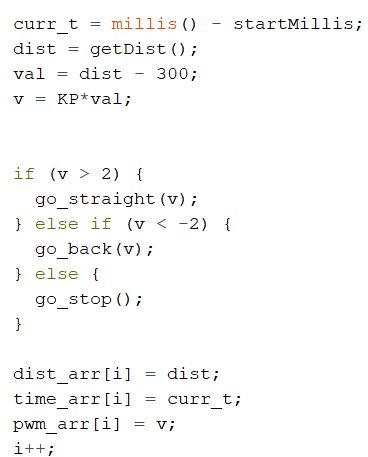 curr_t = millis() - startMillis;
dist = getDist();
val = dist - 300;
v = KP*val;
if (v > 2) {
  go_straight(v);
} else if (v < -2) {
  go_back(v);
} else {
  go_stop();
}
dist_arr[i] = dist;
time_arr[i] = curr_t;
pwm_arr[i] = v;
i++;